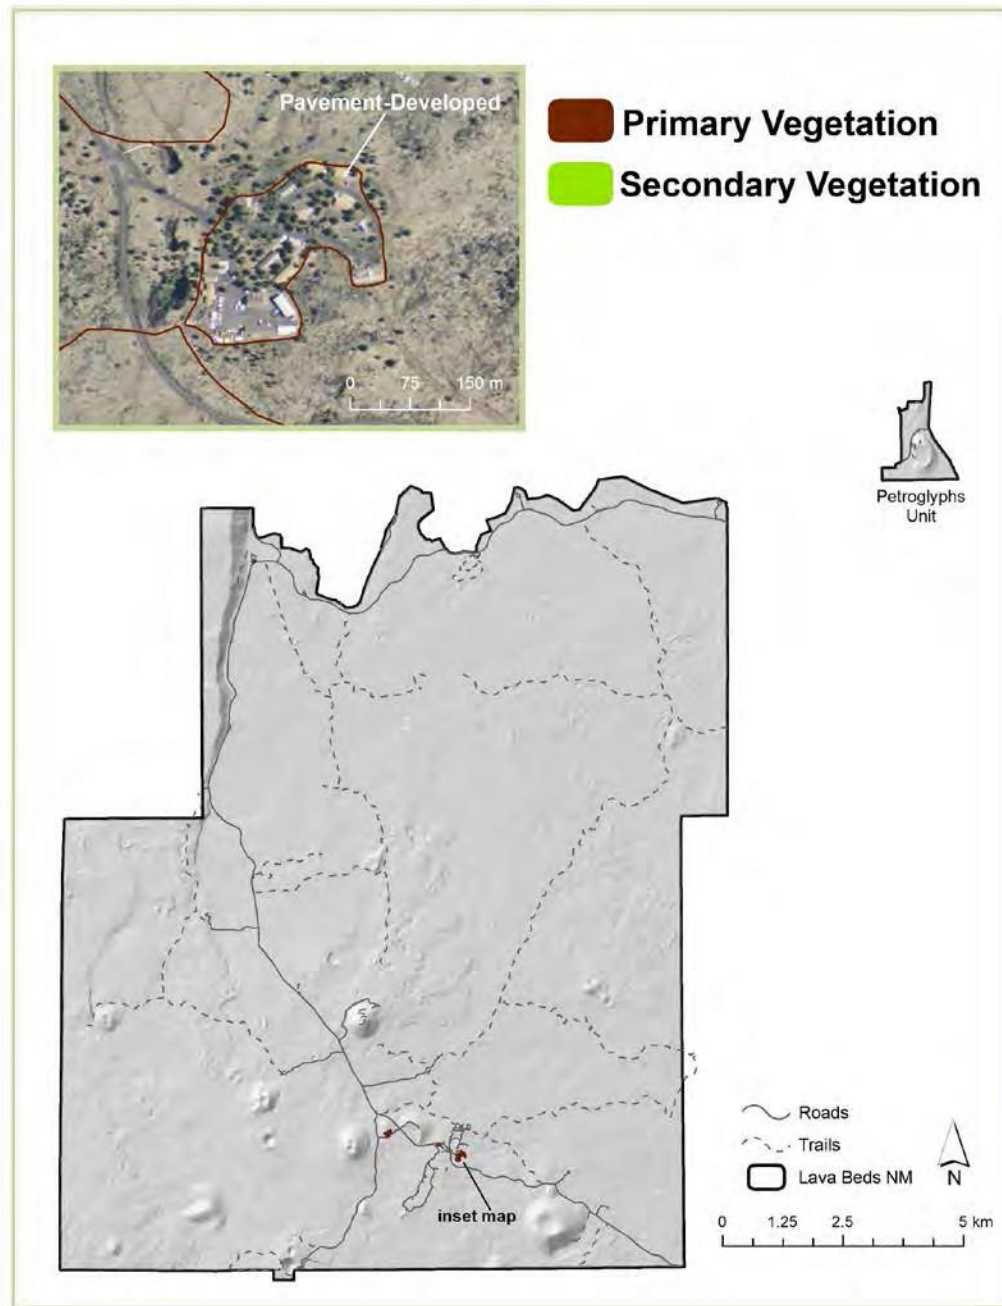 Pavement-Developed
Primary Vegetation
Secondary Vegetation
0 75 150 m
Petroglyphs
Unit
Roads
Trails
Lava Beds NM
N
inset map
0 1.25 2.5 5 km